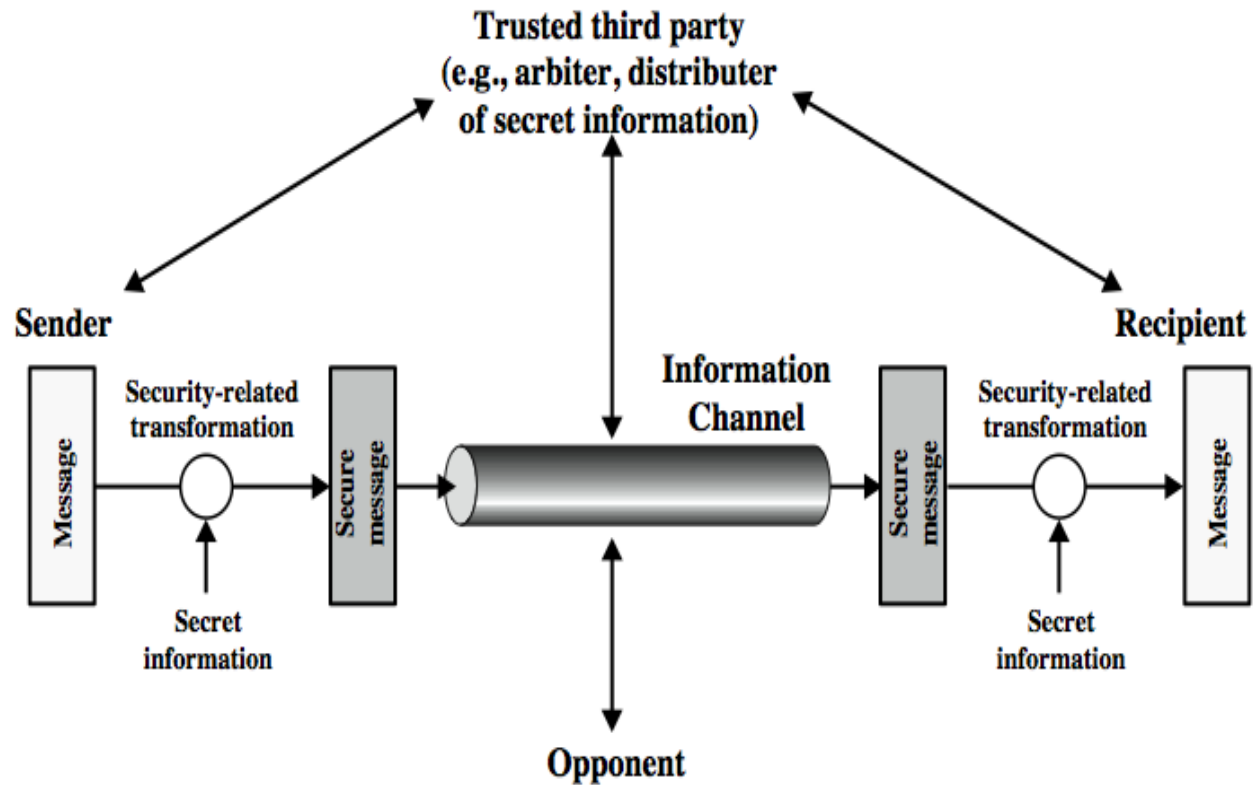 Trusted third party
(e.g., arbiter, distributer
of secret information)
Sender
Recipient
Information
Channel
Security-related
transformation
Security-related
transformation
Message
Secure
message
Secure
message
Message
Secret
information
Secret
information
Opponent